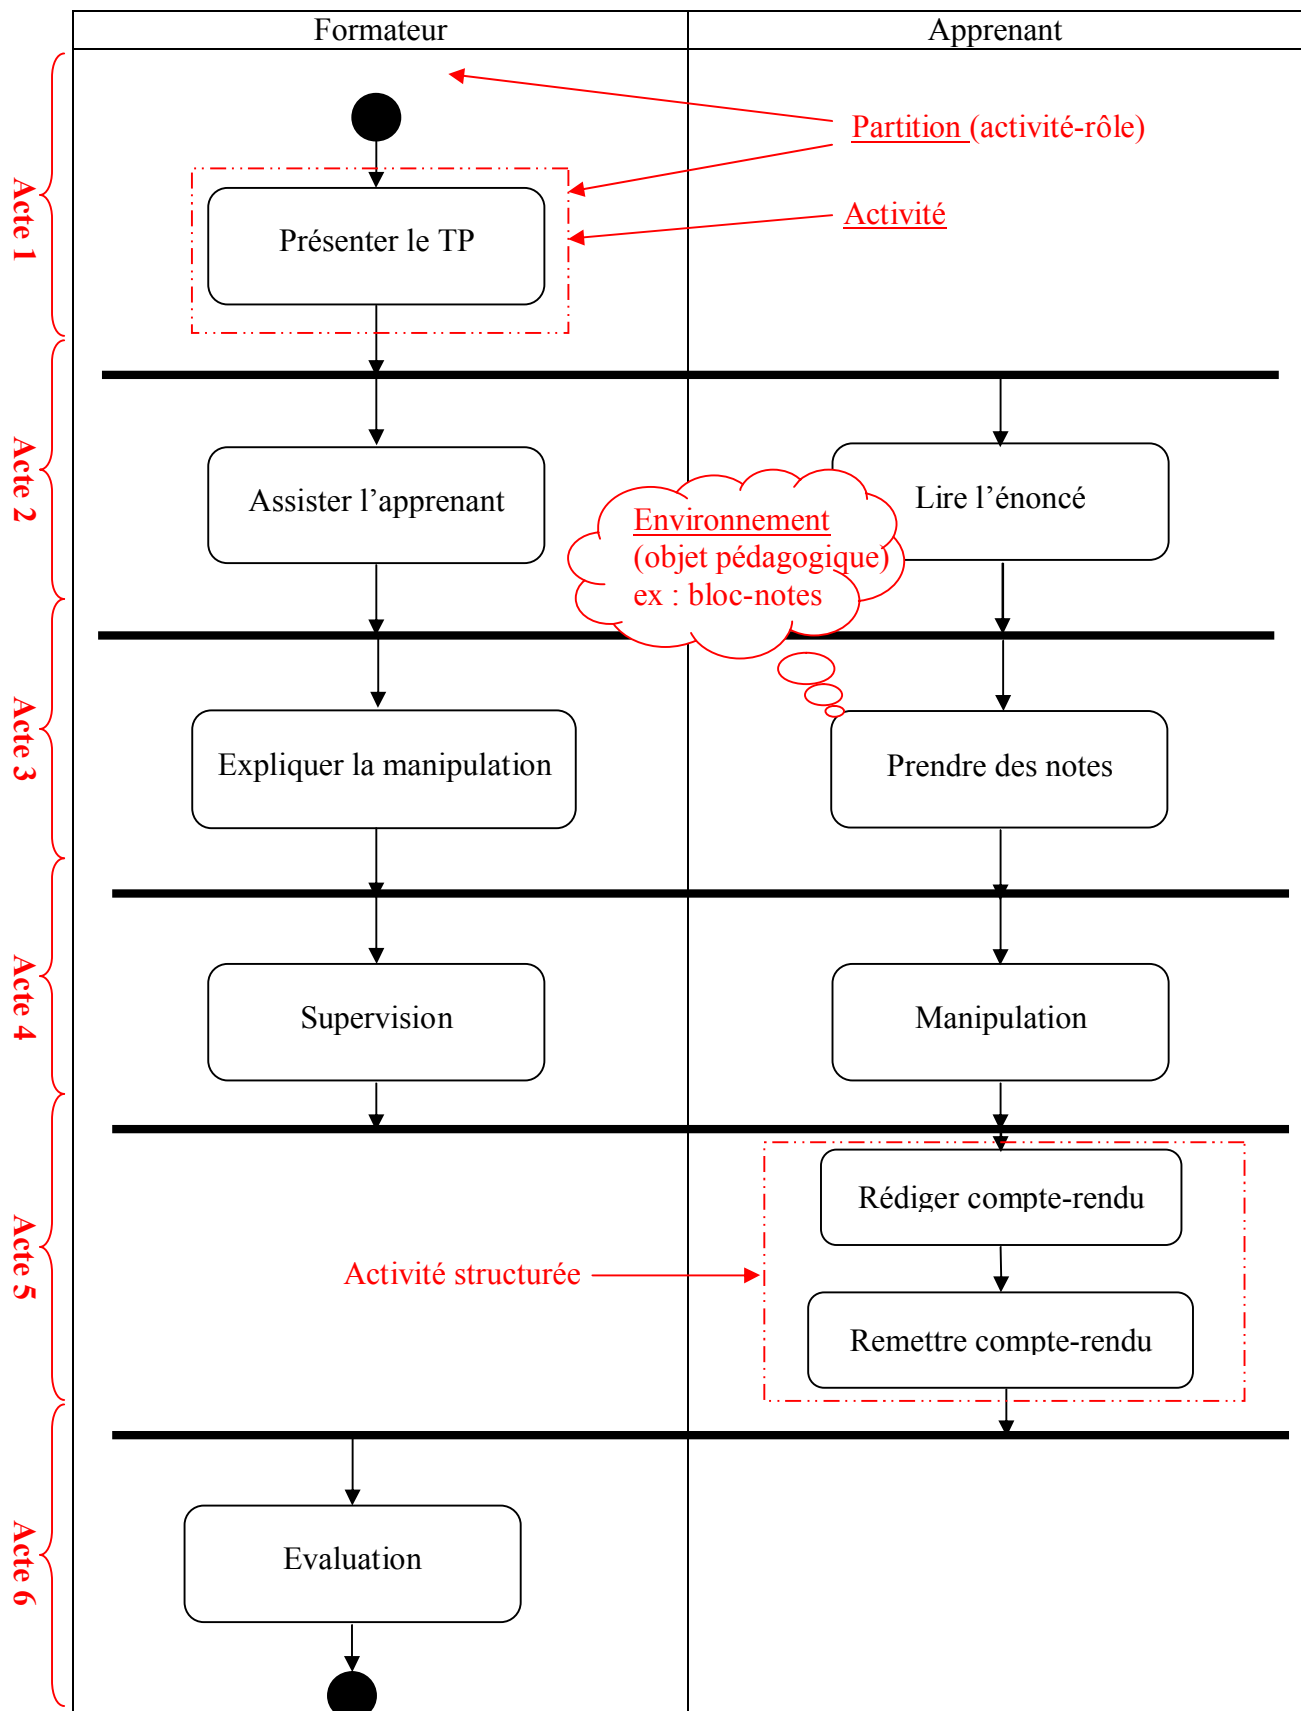 Formateur
Apprenant
Acte 1
Partition (activité-rôle)
Activité
Présenter le TP
Acte 2
Assister l’apprenant
Lire l’énoncé
Environnement
(objet pédagogique)
ex : bloc-notes
Acte 3
Expliquer la manipulation
Prendre des notes
Acte 4
Supervision
Manipulation
Acte 5
Rédiger compte-rendu
Activité structurée
Remettre compte-rendu
Acte 6
Evaluation